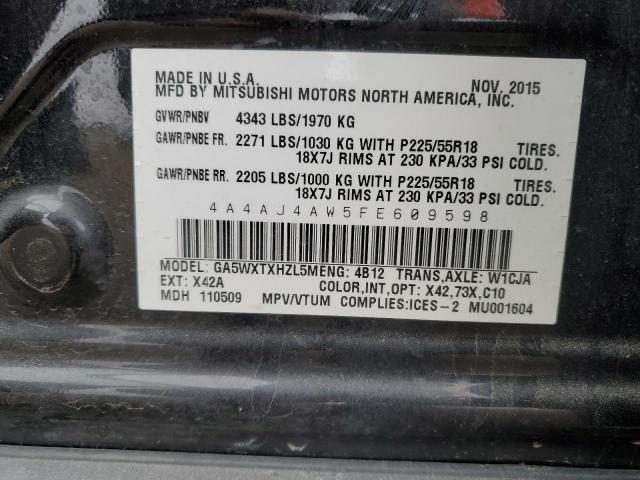 MADE IN U.S.A. NOV. 2015
MFD BY MITSUBISHI MOTORS NORTH AMERICA, INC.
GVWR/PNBV 4343 LBS/1970 KG
GAWR/PNBE FR. 2271 LBS/1030 KG WITH P225/55R18 TIRES.
18X7J RIMS AT 230 KPA/33 PSI COLD.
GAWR/PNBE RR. 2205 LBS/1000 KG WITH P225/55R18 TIRES.
18X7J RIMS AT 230 KPA/33 PSI COLD.
4A4AJ4AW5FE609598
MODEL: GA5WXTXHZL5MENG: 4B12 TRANS,AXLE: W1CJA
EXT: X42A COLOR,INT,OPT: X42,73X,C10
MDH 110509 MPV/VTUM COMPLIES:ICES-2 MU001604